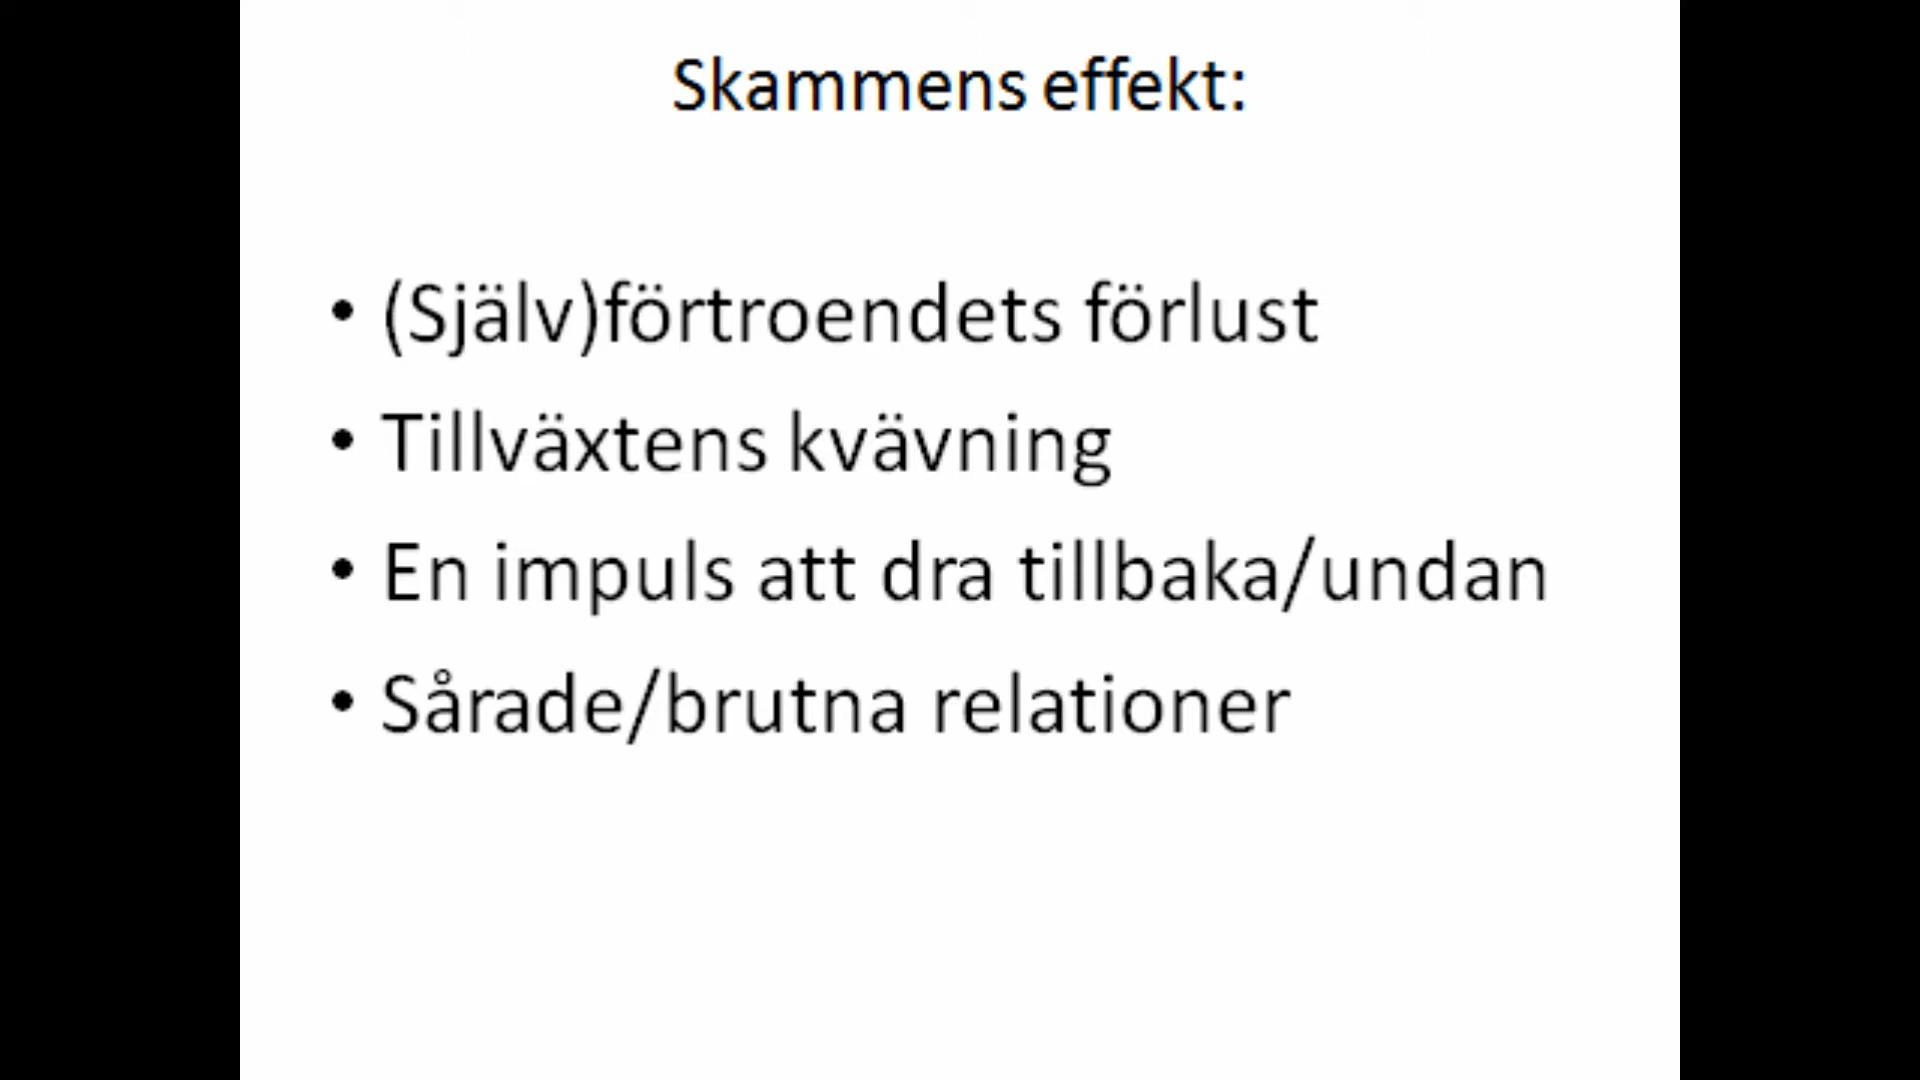 Skammens effekt:
• (Själv)förtroendets förlust
• Tillväxtens kvävning
• En impuls att dra tillbaka/undan
• Sårade/brutna relationer